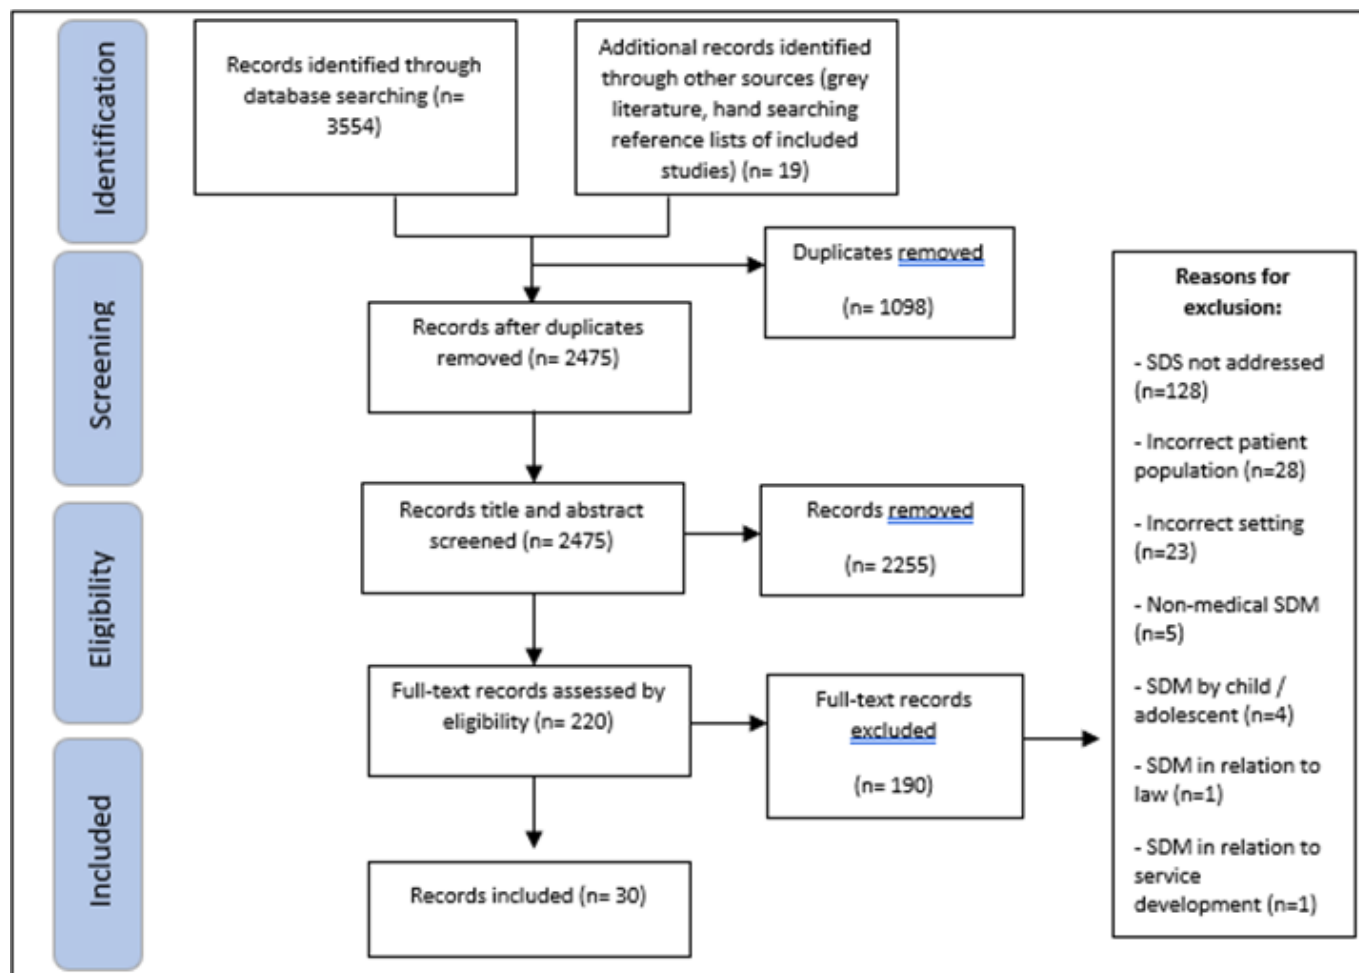 Identification
Records identified through
database searching (n=
3554)
Additional records identified
through other sources (grey
literature, hand searching
reference lists of included
studies) (n= 19)
Duplicates removed
(n= 1098)
Screening
Records after duplicates
removed (n= 2475)
Records title and abstract
screened (n= 2475)
Records removed
(n= 2255)
Eligibility
Full-text records assessed by
eligibility (n= 220)
Full-text records
excluded
(n= 190)
Reasons for
exclusion:
- SDS not addressed
(n=128)
- Incorrect patient
population (n=28)
- Incorrect setting
(n=23)
- Non-medical SDM
(n=5)
- SDM by child /
adolescent (n=4)
- SDM in relation to
law (n=1)
- SDM in relation to
service
development (n=1)
Included
Records included (n= 30)